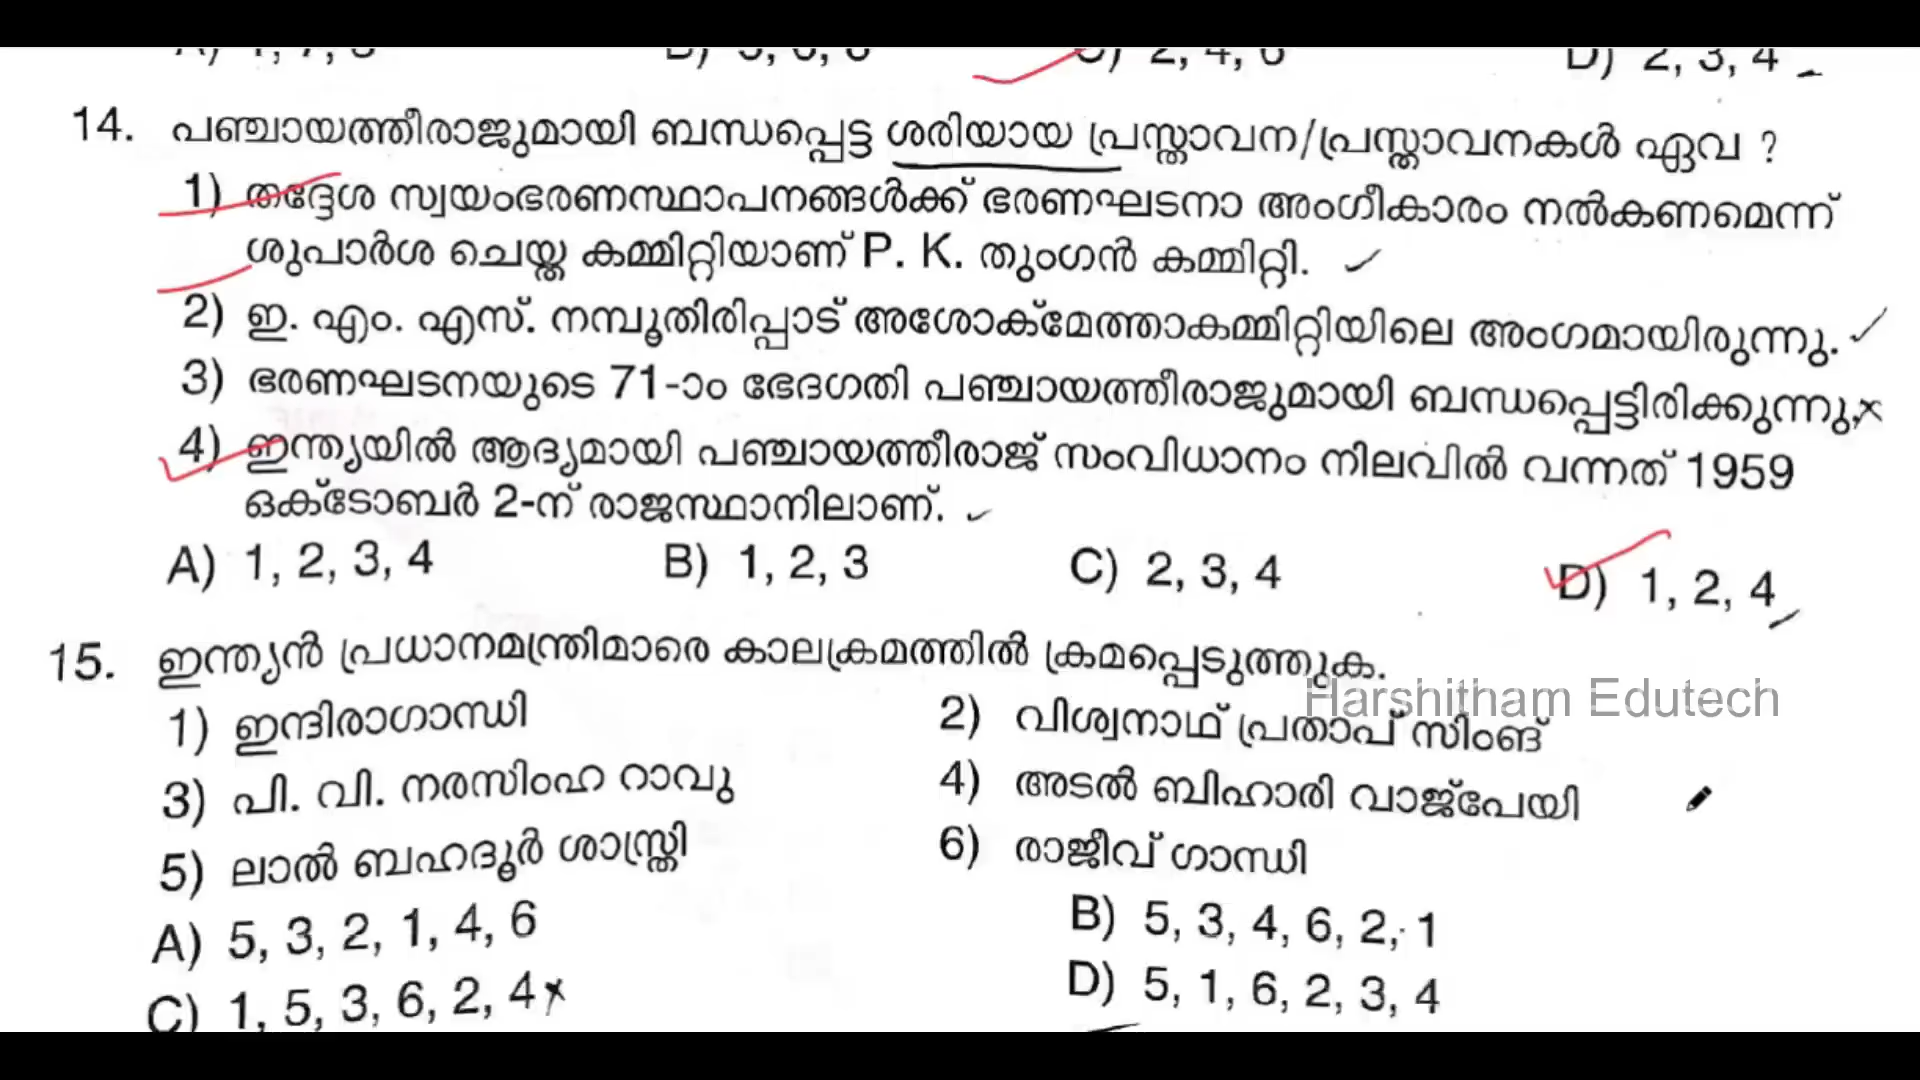 D) 2, 3, 4
14. പഞ്ചായത്തീരാജുമായി ബന്ധപ്പെട്ട ശരിയായ പ്രസ്താവന/പ്രസ്താവനകൾ ഏവ ?
1) തദ്ദേശ സ്വയംഭരണസ്ഥാപനങ്ങൾക്ക് ഭരണഘടനാ അംഗീകാരം നൽകണമെന്ന്
ശുപാർശ ചെയ്ത കമ്മിറ്റിയാണ് P. K. തുംഗൻ കമ്മിറ്റി.
2) ഇ. എം. എസ്. നമ്പൂതിരിപ്പാട് അശോക്മേത്താകമ്മിറ്റിയിലെ അംഗമായിരുന്നു.
3) ഭരണഘടനയുടെ 71-ാം ഭേദഗതി പഞ്ചായത്തീരാജുമായി ബന്ധപ്പെട്ടിരിക്കുന്നു.
4) ഇന്ത്യയിൽ ആദ്യമായി പഞ്ചായത്തീരാജ് സംവിധാനം നിലവിൽ വന്നത് 1959
ഒക്ടോബർ 2-ന് രാജസ്ഥാനിലാണ്.
A) 1, 2, 3, 4 B) 1, 2, 3 C) 2, 3, 4 D) 1, 2, 4
15. ഇന്ത്യൻ പ്രധാനമന്ത്രിമാരെ കാലക്രമത്തിൽ ക്രമപ്പെടുത്തുക.
Harshitham Edutech
1) ഇന്ദിരാഗാന്ധി 2) വിശ്വനാഥ് പ്രതാപ് സിംങ്
3) പി. വി. നരസിംഹ റാവു 4) അടൽ ബിഹാരി വാജ്പേയി
5) ലാൽ ബഹദൂർ ശാസ്ത്രി 6) രാജീവ് ഗാന്ധി
A) 5, 3, 2, 1, 4, 6 B) 5, 3, 4, 6, 2, 1
C) 1, 5, 3, 6, 2, 4 D) 5, 1, 6, 2, 3, 4